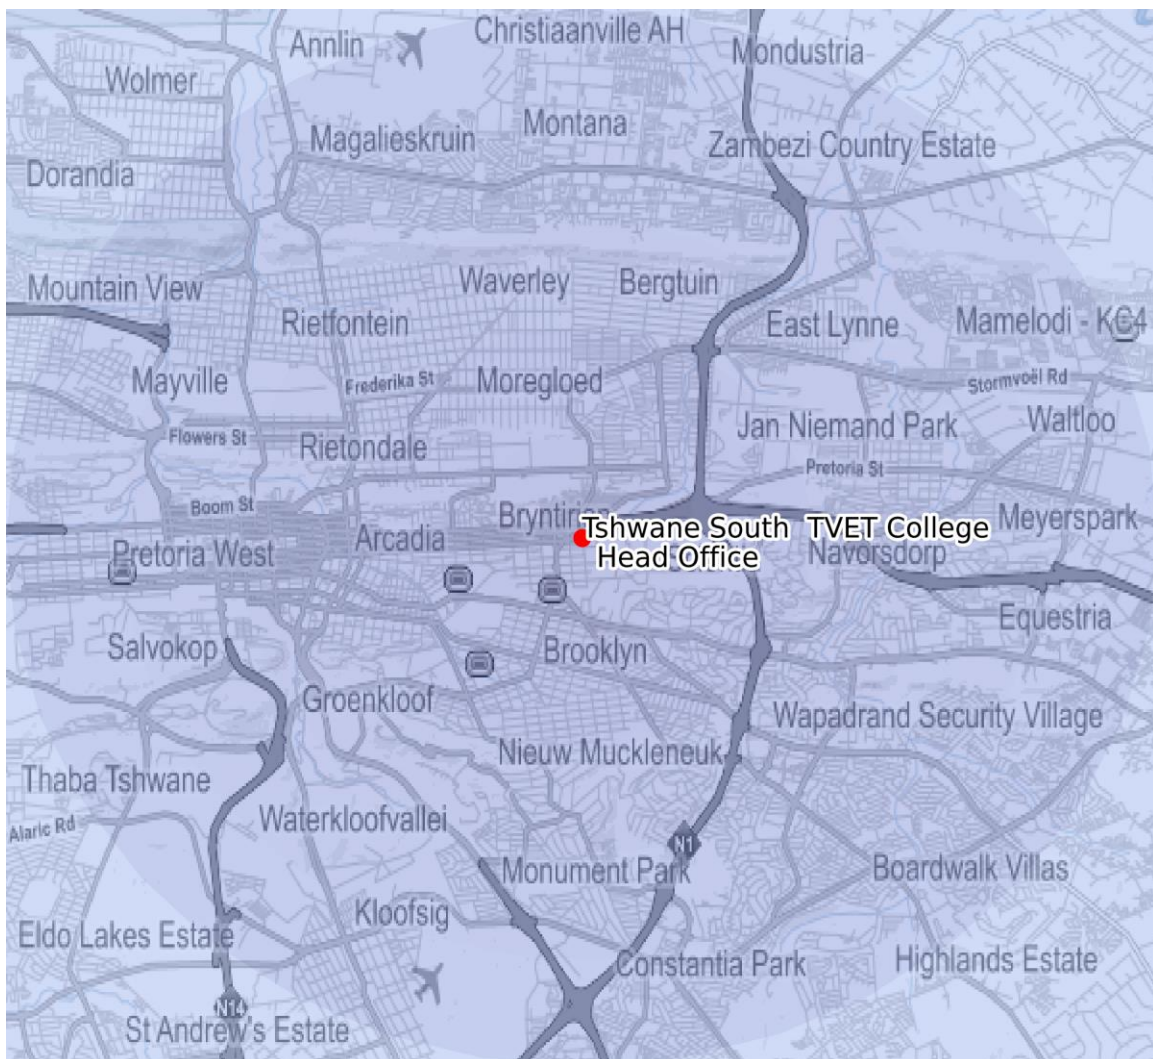 Christiaanville AH
Annlin
Mondustria
Wolmer
Montana
Magalieskruin
Zambezi Country Estate
Dorandia
Waverley
Bergtuin
Mountain View
Rietfontein
East Lynne
Mamelodi - KC4
Mayville
Frederika St
Moregloed
Stormvoël Rd
Flowers St
Rietondale
Jan Niemand Park
Waltloo
Pretoria St
Boom St
Arcadia
Tshwane South TVET College
Head Office
Meyerspark
Pretoria West
Navorsdorp
Equestria
Salvokop
Brooklyn
Groenkloof
Wapadrand Security Village
Nieuw Muckleneuk
Thaba Tshwane
Alaric Rd
Waterkloofvallei
N1
Monument Park
Boardwalk Villas
Kloofsig
Eldo Lakes Estate
Constantia Park
Highlands Estate
N14
St Andrew's Estate